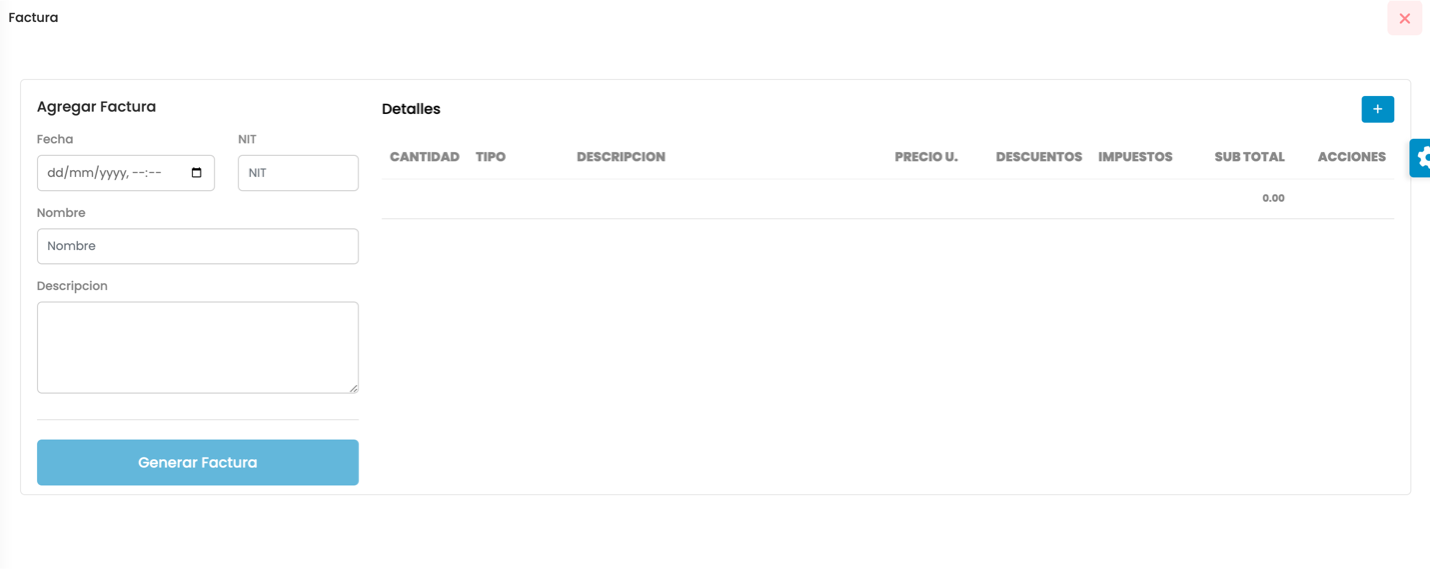 Factura
Agregar Factura
Fecha NIT
dd/mm/yyyy, --:-- NIT
Nombre
Nombre
Descripcion
Generar Factura
Detalles
+
CANTIDAD TIPO DESCRIPCION PRECIO U. DESCUENTOS IMPUESTOS SUB TOTAL ACCIONES
0.00